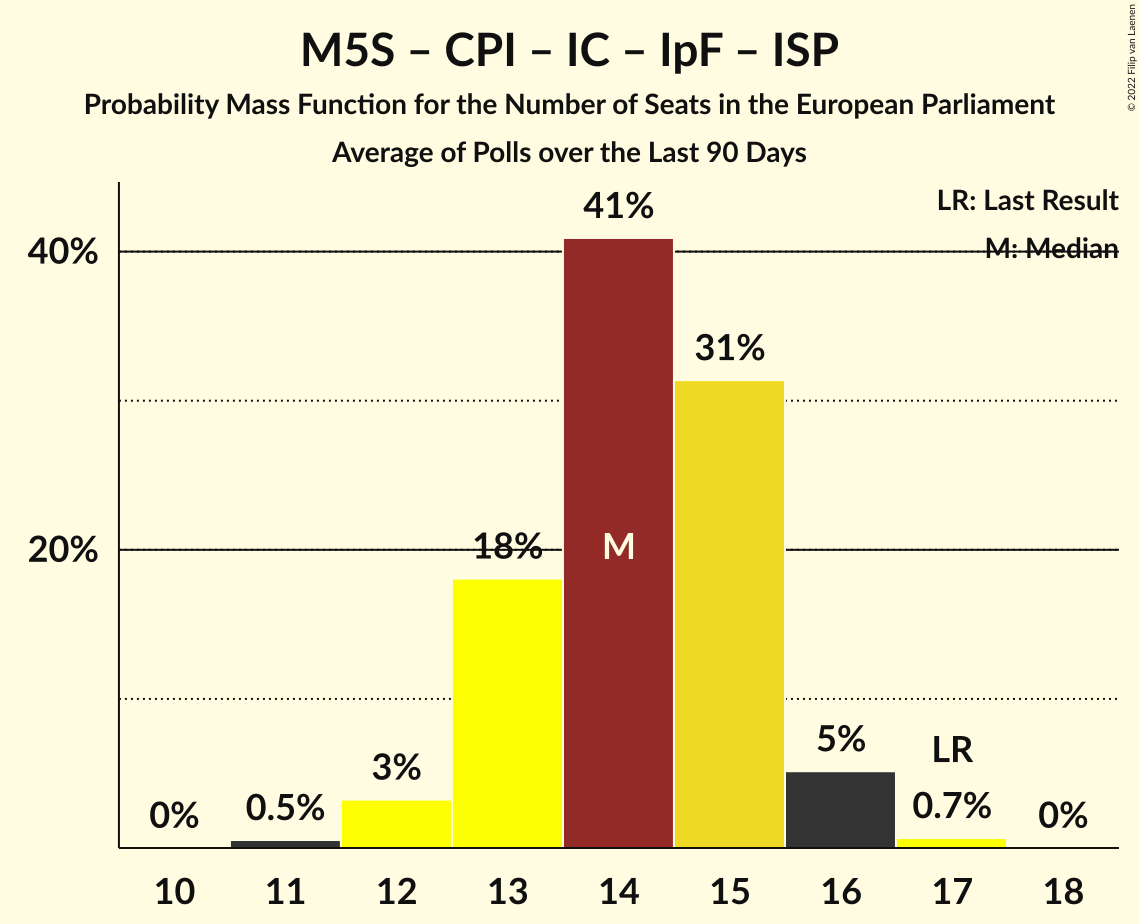 M5S – CPI – IC – IpF – ISP
Probability Mass Function for the Number of Seats in the European Parliament
Average of Polls over the Last 90 Days
© 2022 Filip van Laenen
LR: Last Result
M: Median
40%
20%
0%
0.5%
3%
18%
41%
M
31%
5%
LR
0.7%
0%
10 11 12 13 14 15 16 17 18